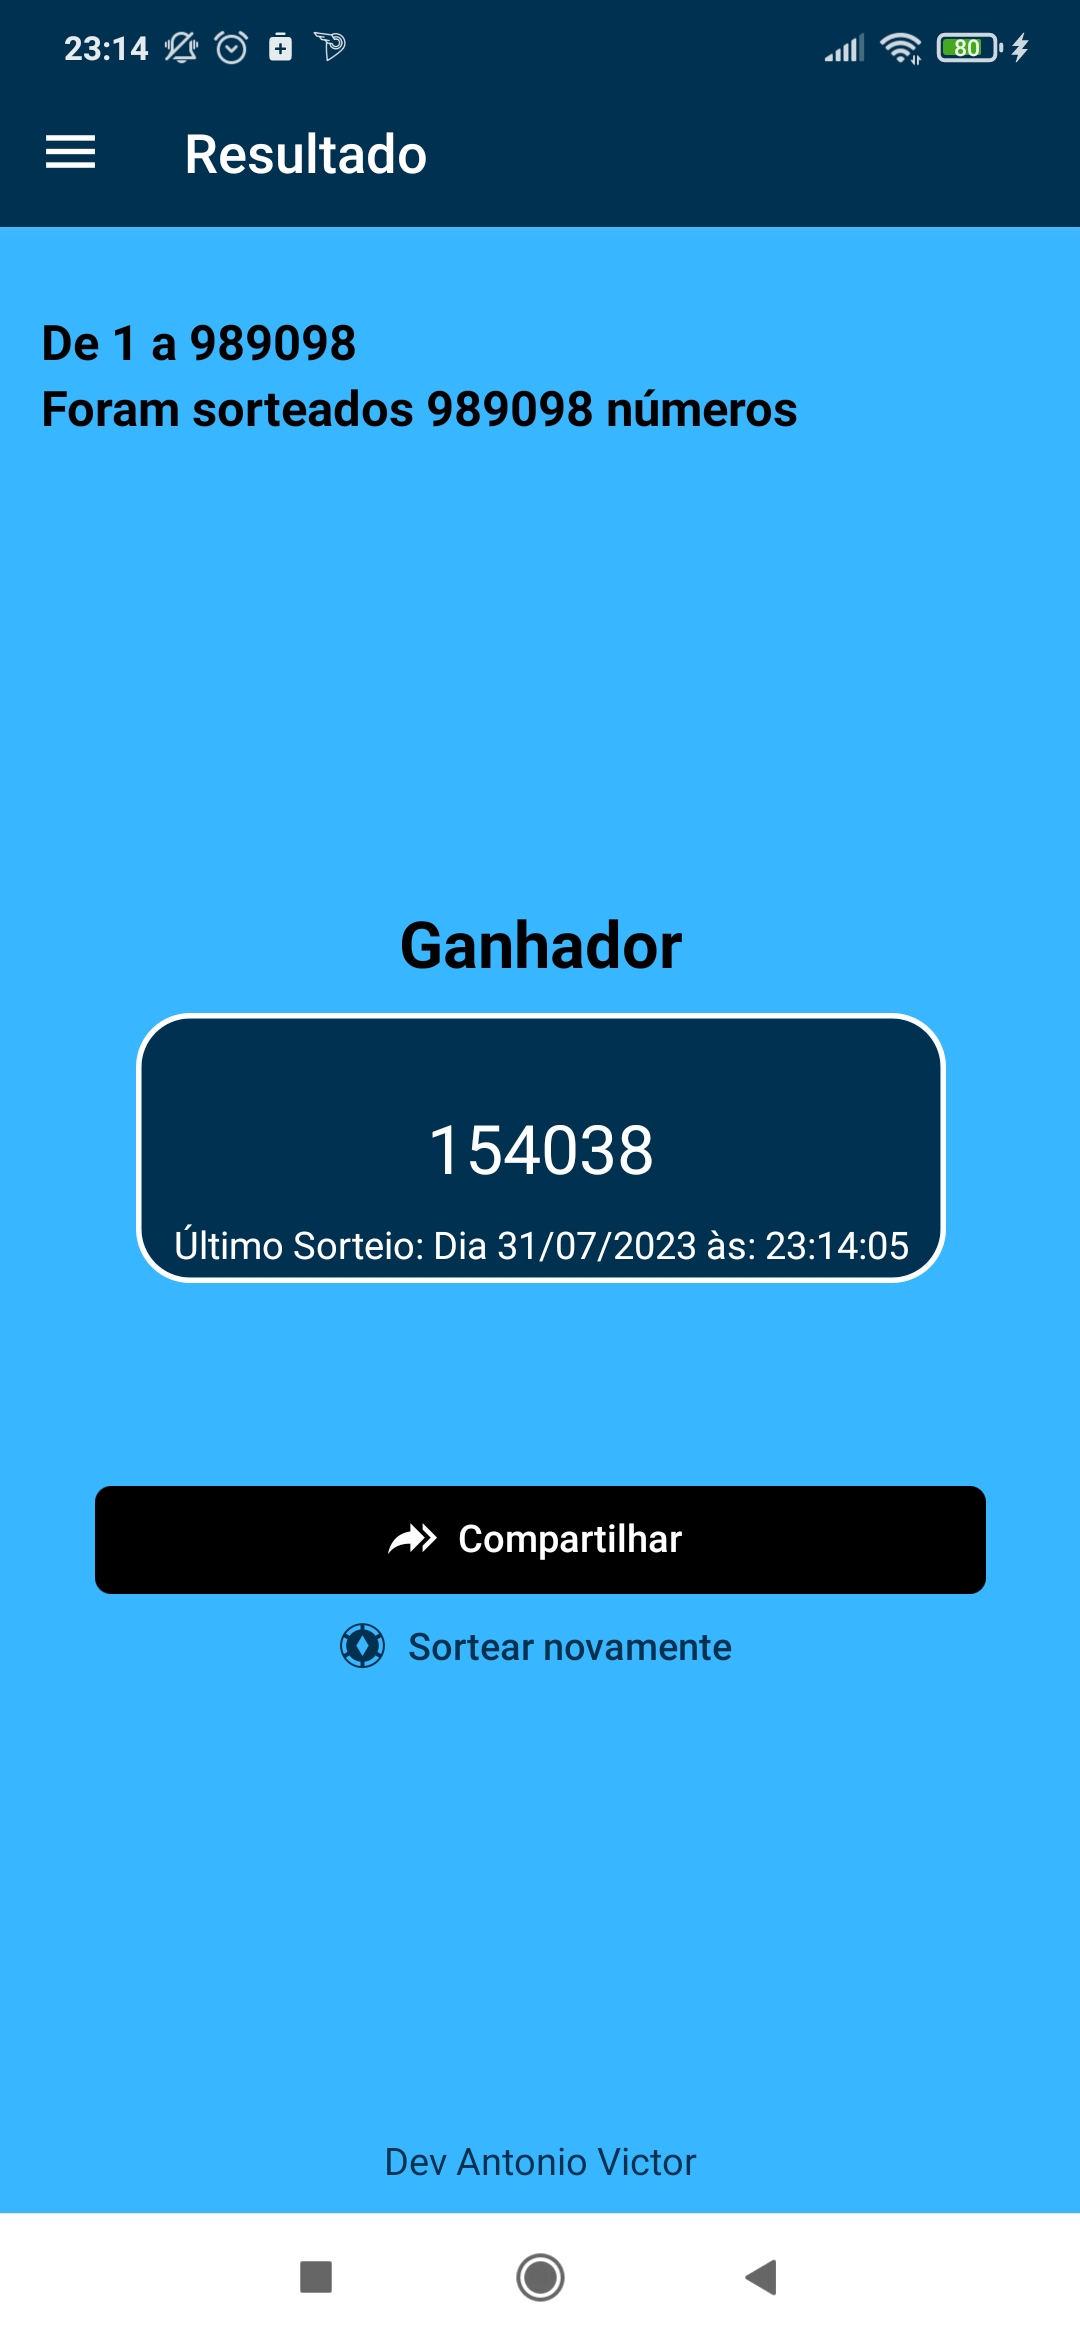 23:14
80
Resultado
De 1 a 989098
Foram sorteados 989098 números
Ganhador
154038
Último Sorteio: Dia 31/07/2023 às: 23:14:05
Compartilhar
Sortear novamente
Dev Antonio Victor